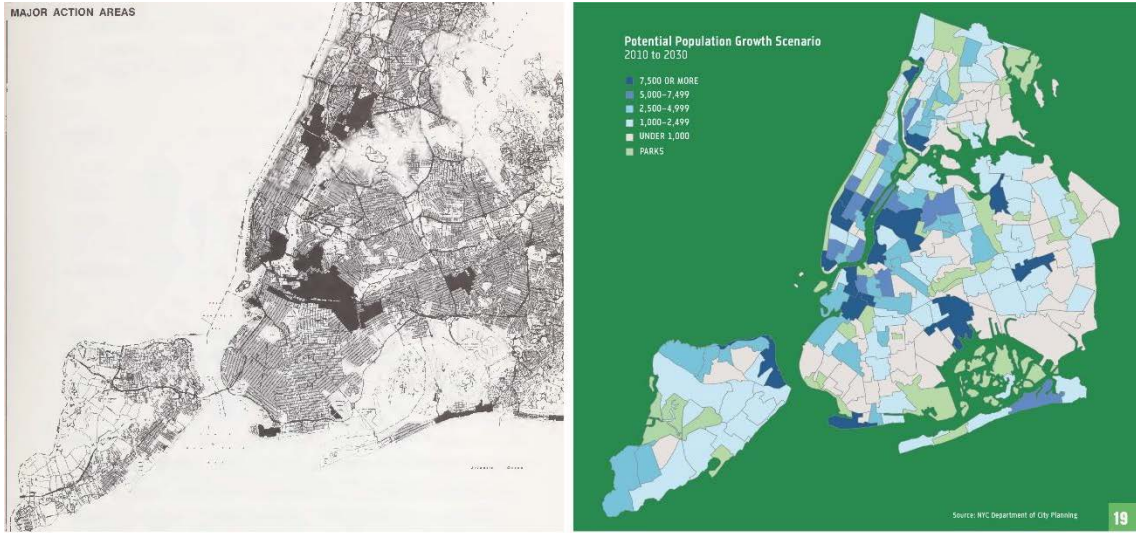 MAJOR ACTION AREAS
Potential Population Growth Scenario
2010 to 2030
7,500 OR MORE
5,000–7,499
2,500–4,999
1,000–2,499
UNDER 1,000
PARKS
Source: NYC Department of City Planning
19